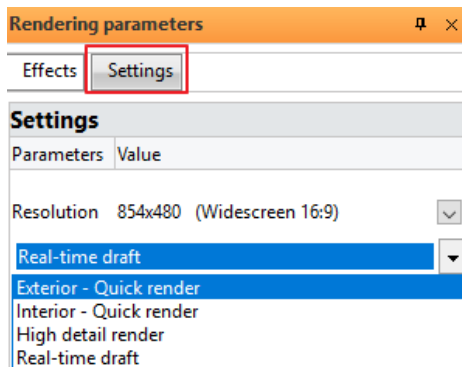 Rendering parameters
Effects Settings
Settings
Parameters Value
Resolution 854x480 (Widescreen 16:9)
Real-time draft
Exterior - Quick render
Interior - Quick render
High detail render
Real-time draft